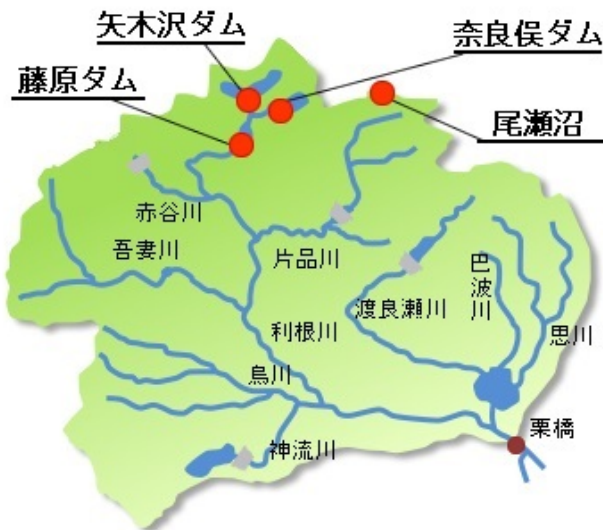 矢木沢ダム
奈良俣ダム
藤原ダム
尾瀬沼
赤谷川
吾妻川
片品川
巴波川
渡良瀬川
思川
利根川
烏川
栗橋
神流川